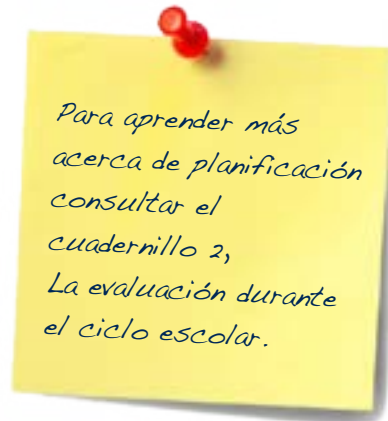 Para aprender más
acerca de planificación
consultar el
cuadernillo 2,
La evaluación durante
el ciclo escolar.